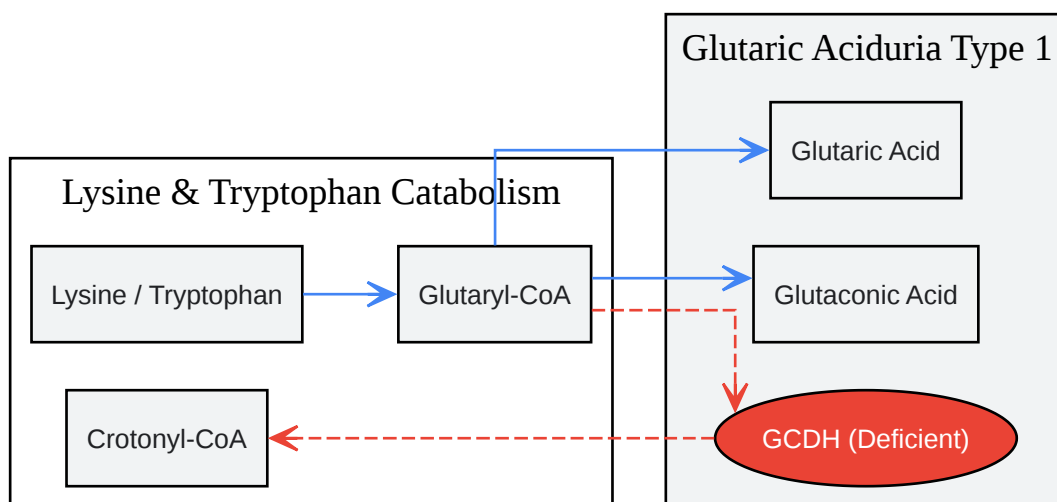 Glutaric Aciduria Type 1
Glutaric Acid
Lysine & Tryptophan Catabolism
Lysine / Tryptophan
Glutaryl-CoA
Glutaconic Acid
Crotonyl-CoA
GCDH (Deficient)